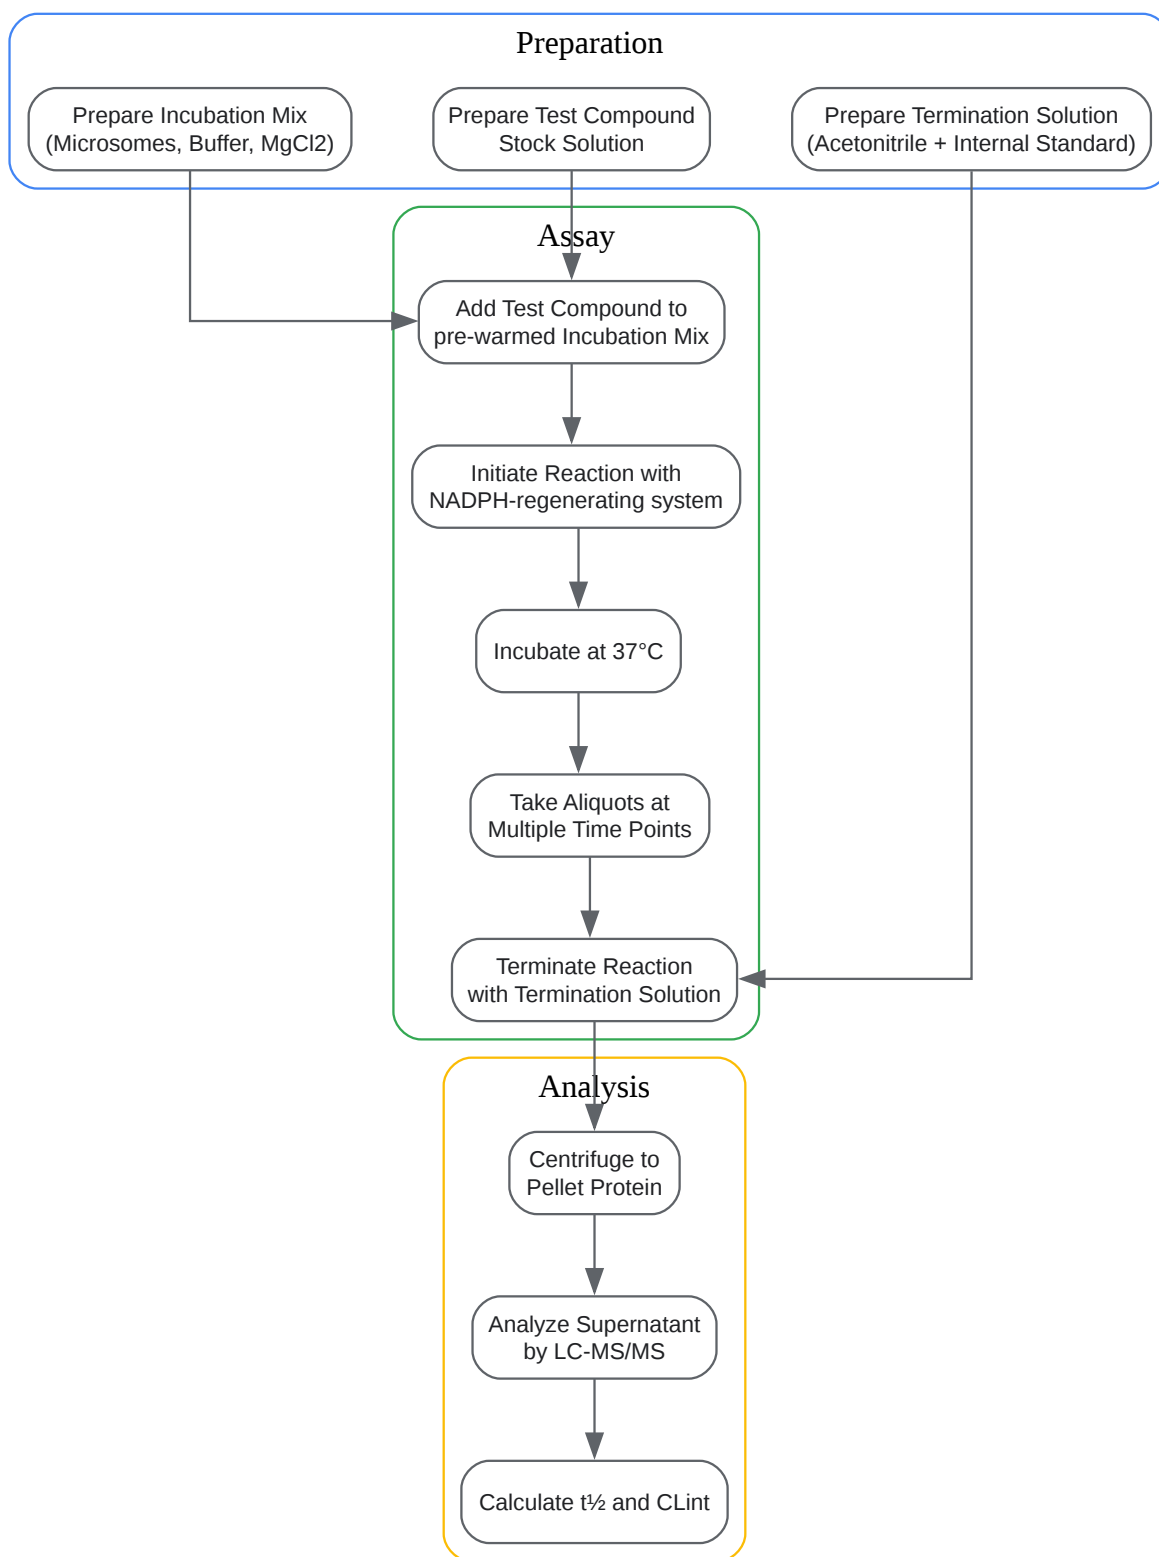 Preparation
Prepare Incubation Mix
(Microsomes, Buffer, MgCl2)
Prepare Test Compound
Stock Solution
Prepare Termination Solution
(Acetonitrile + Internal Standard)
Assay
Add Test Compound to
pre-warmed Incubation Mix
Initiate Reaction with
NADPH-regenerating system
Incubate at 37°C
Take Aliquots at
Multiple Time Points
Terminate Reaction
with Termination Solution
Analysis
Centrifuge to
Pellet Protein
Analyze Supernatant
by LC-MS/MS
Calculate t½ and CLint